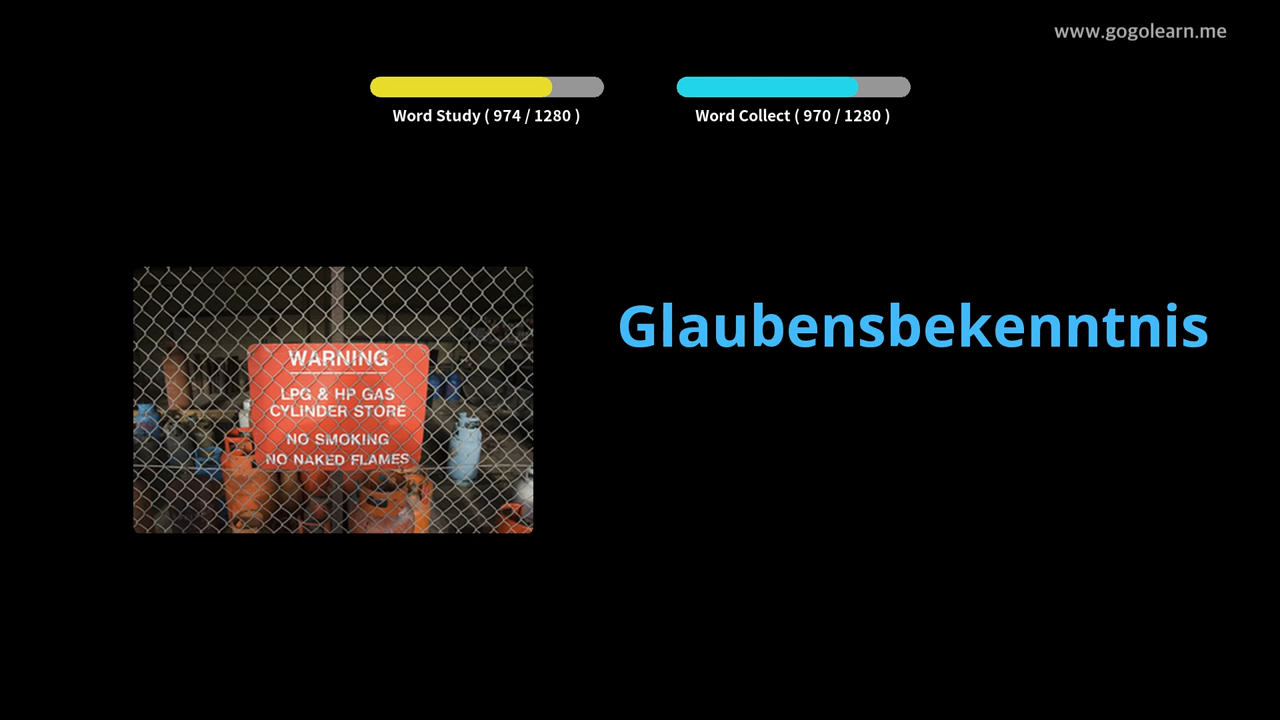 www.gogolearn.me
Word Study ( 974 / 1280 )
Word Collect ( 970 / 1280 )
Glaubensbekenntnis
WARNING
LPG & HP GAS
CYLINDER STORE
NO SMOKING
NO NAKED FLAMES